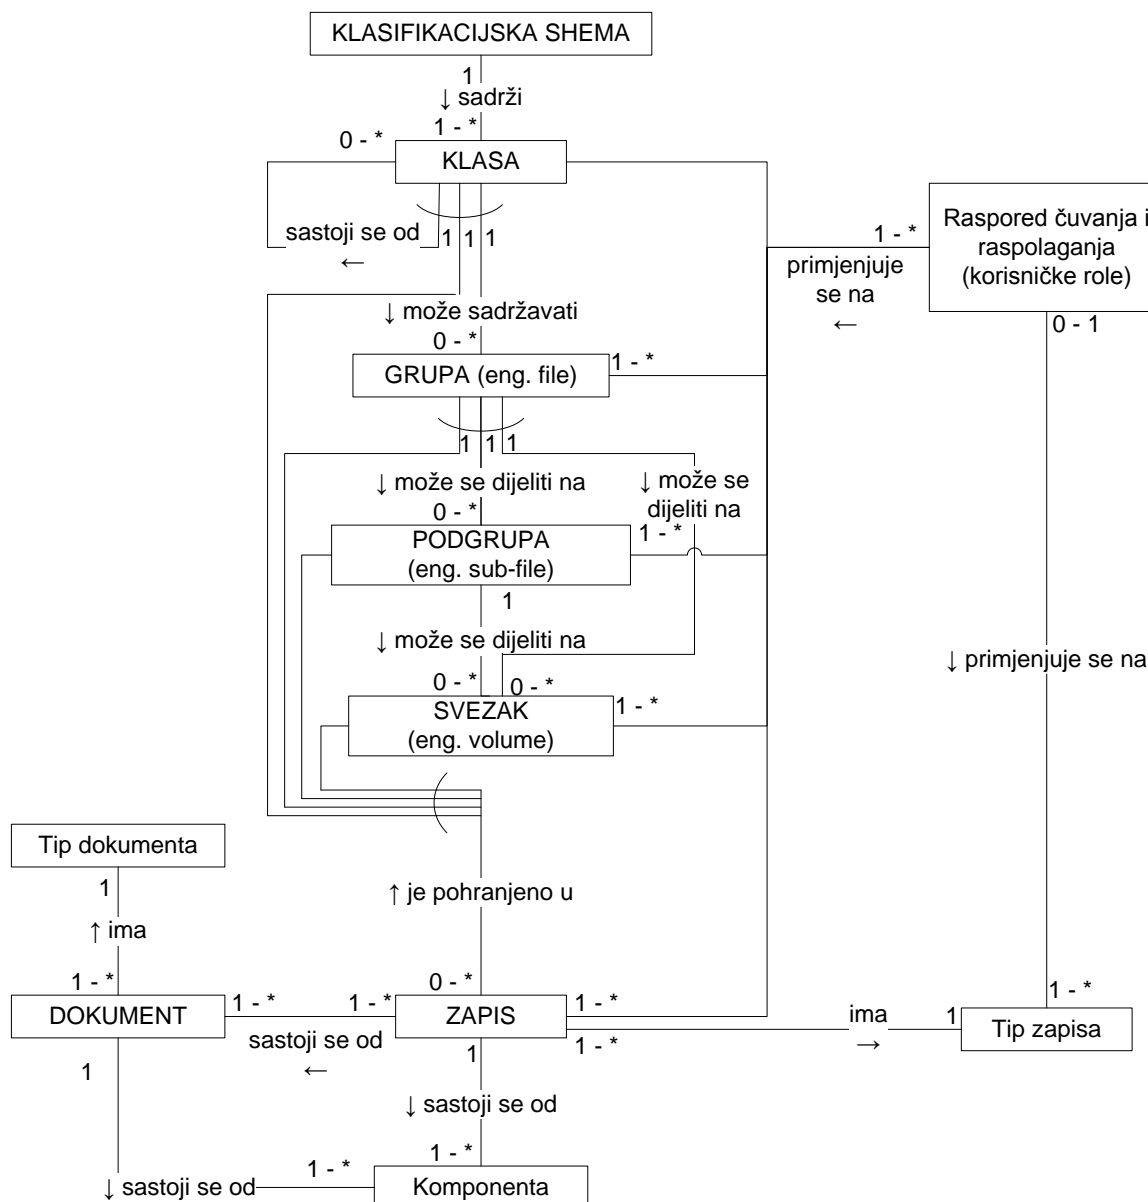 KLASIFIKACIJSKA SHEMA
1
↓ sadrži
1 - *
0 - *
KLASA
sastoji se od
←
1
1
1
Raspored čuvanja i
raspolaganja
(korisničke role)
1 - *
primjenjuje
se na
←
0 - 1
↓ može sadržavati
0 - *
GRUPA (eng. file)
1 - *
1
1
1
↓ može se dijeliti na
↓ može se
dijeliti na
0 - *
PODGRUPA
(eng. sub-file)
1 - *
1
↓ može se dijeliti na
↓ primjenjuje se na
0 - *
0 - *
SVEZAK
(eng. volume)
1 - *
Tip dokumenta
1
↑ ima
1 - *
↑ je pohranjeno u
0 - *
DOKUMENT
1 - *
1 - *
sastoji se od
←
ZAPIS
1 - *
1 - *
ima
→
1
1 - *
Tip zapisa
1
1
↓ sastoji se od
1 - *
↓ sastoji se od
1 - *
Komponenta